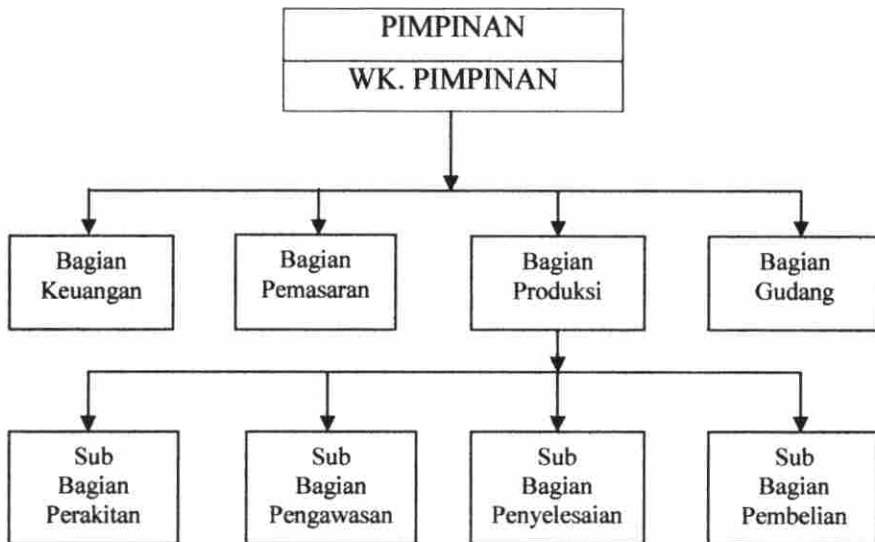 PIMPINAN
WK. PIMPINAN
Bagian
Keuangan
Bagian
Pemasaran
Bagian
Produksi
Bagian
Gudang
Sub
Bagian
Perakitan
Sub
Bagian
Pengawasan
Sub
Bagian
Penyelesaian
Sub
Bagian
Pembelian